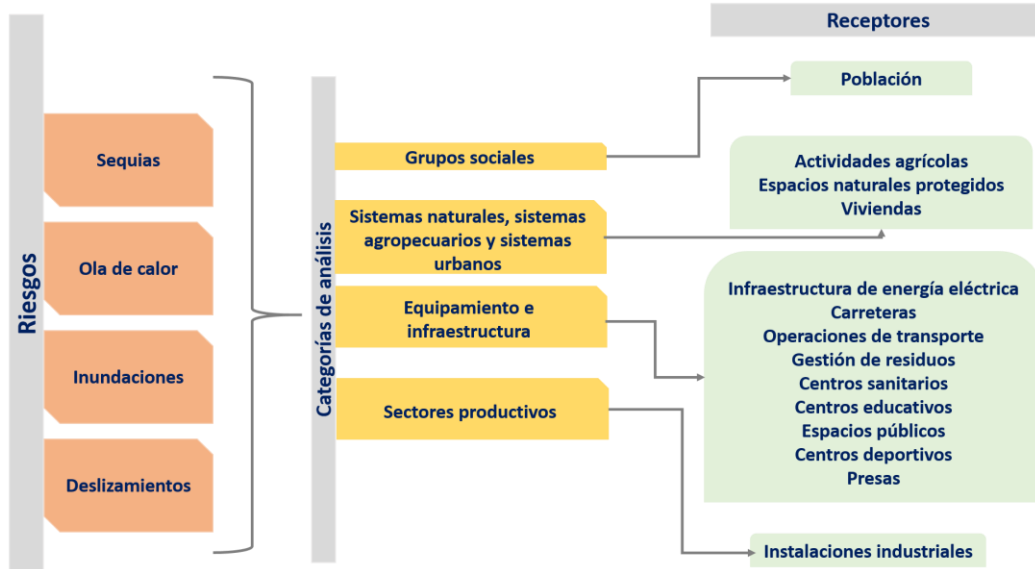 Riesgos
Sequias
Ola de calor
Inundaciones
Deslizamientos
Categorías de análisis
Grupos sociales
Sistemas naturales, sistemas
agropecuarios y sistemas
urbanos
Equipamiento e
infraestructura
Sectores productivos
Receptores
Población
Actividades agrícolas
Espacios naturales protegidos
Viviendas
Infraestructura de energía eléctrica
Carreteras
Operaciones de transporte
Gestión de residuos
Centros sanitarios
Centros educativos
Espacios públicos
Centros deportivos
Presas
Instalaciones industriales